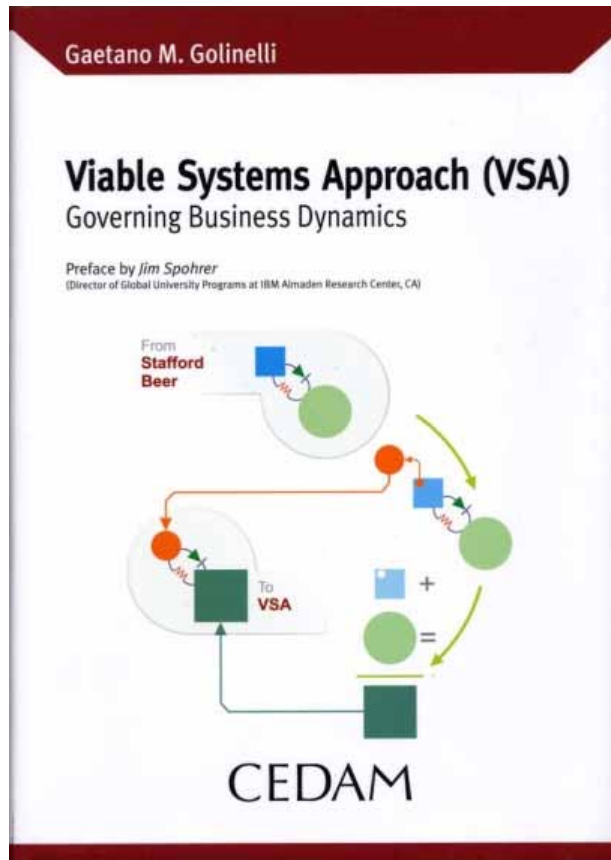 Gaetano M. Golinelli
Viable Systems Approach (VSA)
Governing Business Dynamics
Preface by Jim Spohrer
(Director of Global University Programs at IBM Almaden Research Center, CA)
From
Stafford
Beer
+
=
To
VSA
CEDAM